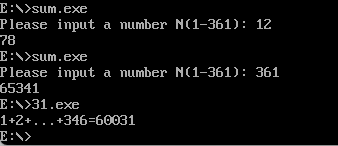 E:\>sum.exe
Please input a number N(1-361): 12
78
E:\>sum.exe
Please input a number N(1-361): 361
65341
E:\>31.exe
1+2+...+346=60031
E:\>